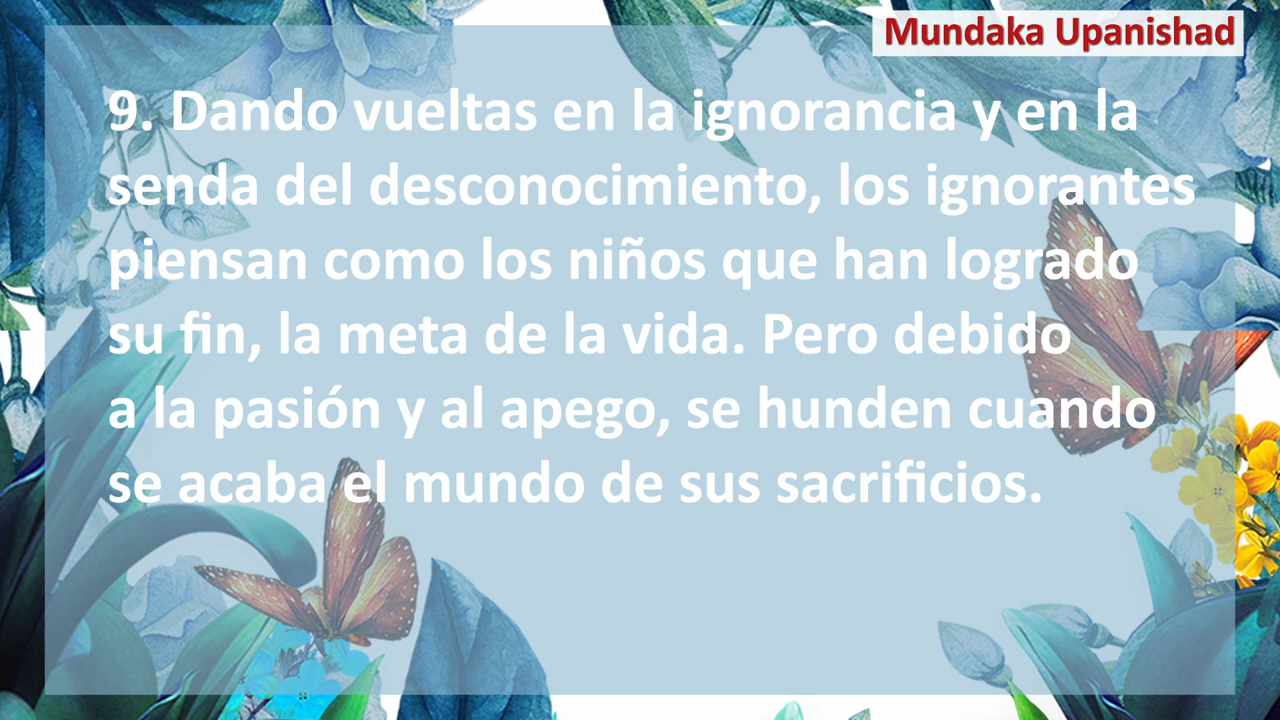 Mundaka Upanishad
9. Dando vueltas en la ignorancia y en la
senda del desconocimiento, los ignorantes
piensan como los niños que han logrado
su fin, la meta de la vida. Pero debido
a la pasión y al apego, se hunden cuando
se acaba el mundo de sus sacrificios.